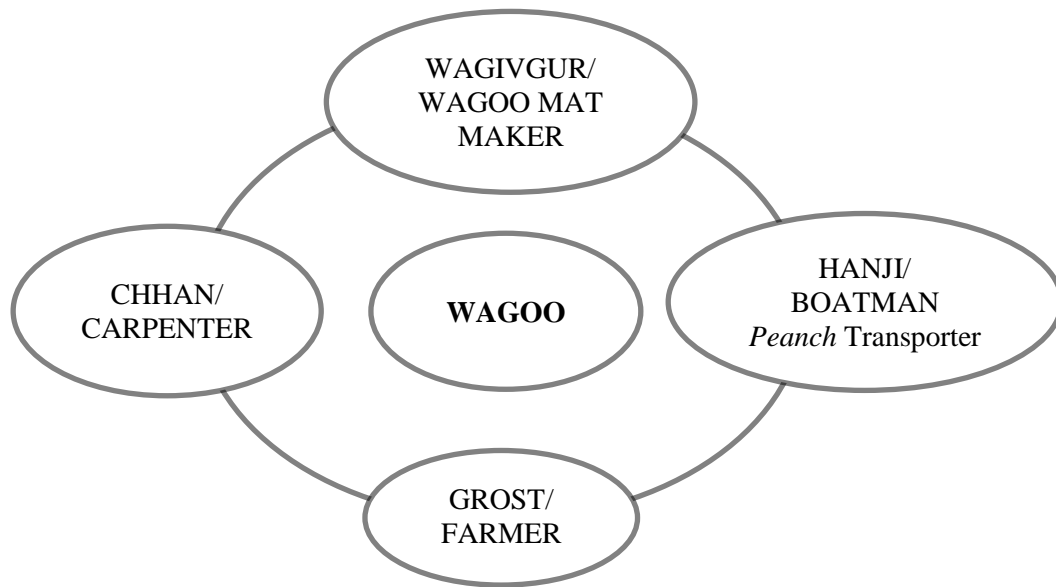 WAGIVGUR/
WAGOO MAT
MAKER
CHHAN/
CARPENTER
WAGOO
HANJI/
BOATMAN
Peanch Transporter
GROST/
FARMER